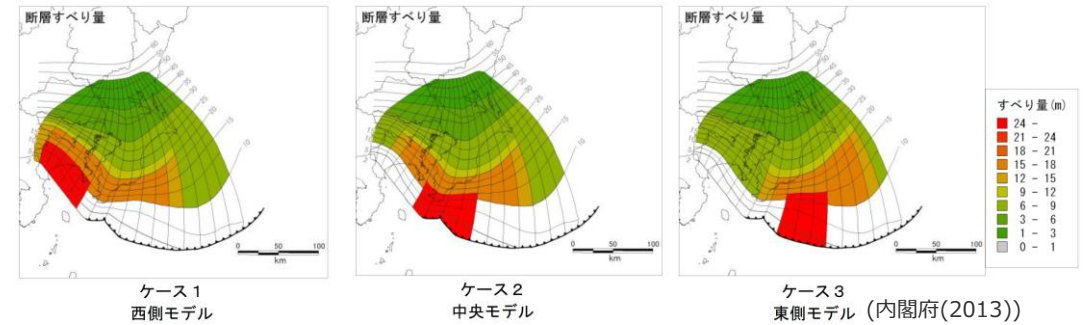 断層すべり量
断層すべり量
断層すべり量
0 50 100
km
0 50 100
km
0 50 100
km
すべり量(m)
24 -
21 - 24
18 - 21
15 - 18
12 - 15
9 - 12
6 - 9
3 - 6
1 - 3
0 - 1
ケース1
西側モデル
ケース2
中央モデル
ケース3
東側モデル (内閣府(2013))